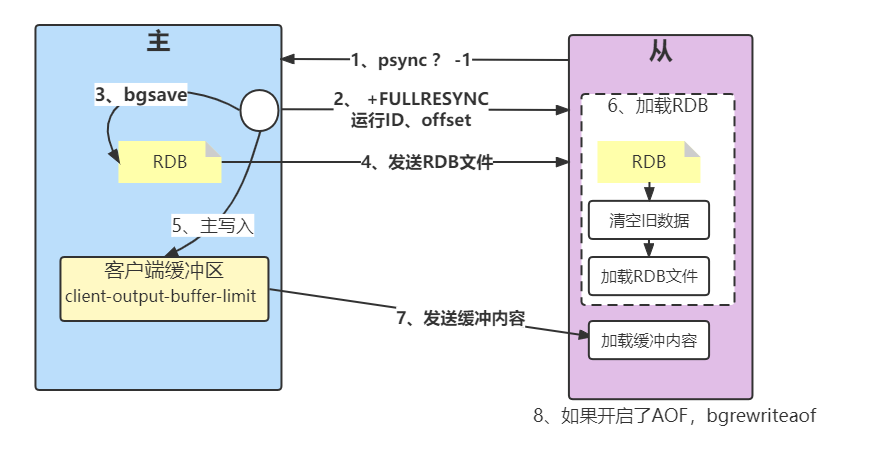 主
从
1、psync ？ -1
3、bgsave
2、 +FULLRESYNC
运行ID、offset
6、加载RDB
RDB
4、发送RDB文件
RDB
5、主写入
清空旧数据
客户端缓冲区
client-output-buffer-limit
加载RDB文件
7、发送缓冲内容
加载缓冲内容
8、如果开启了AOF，bgrewriteaof